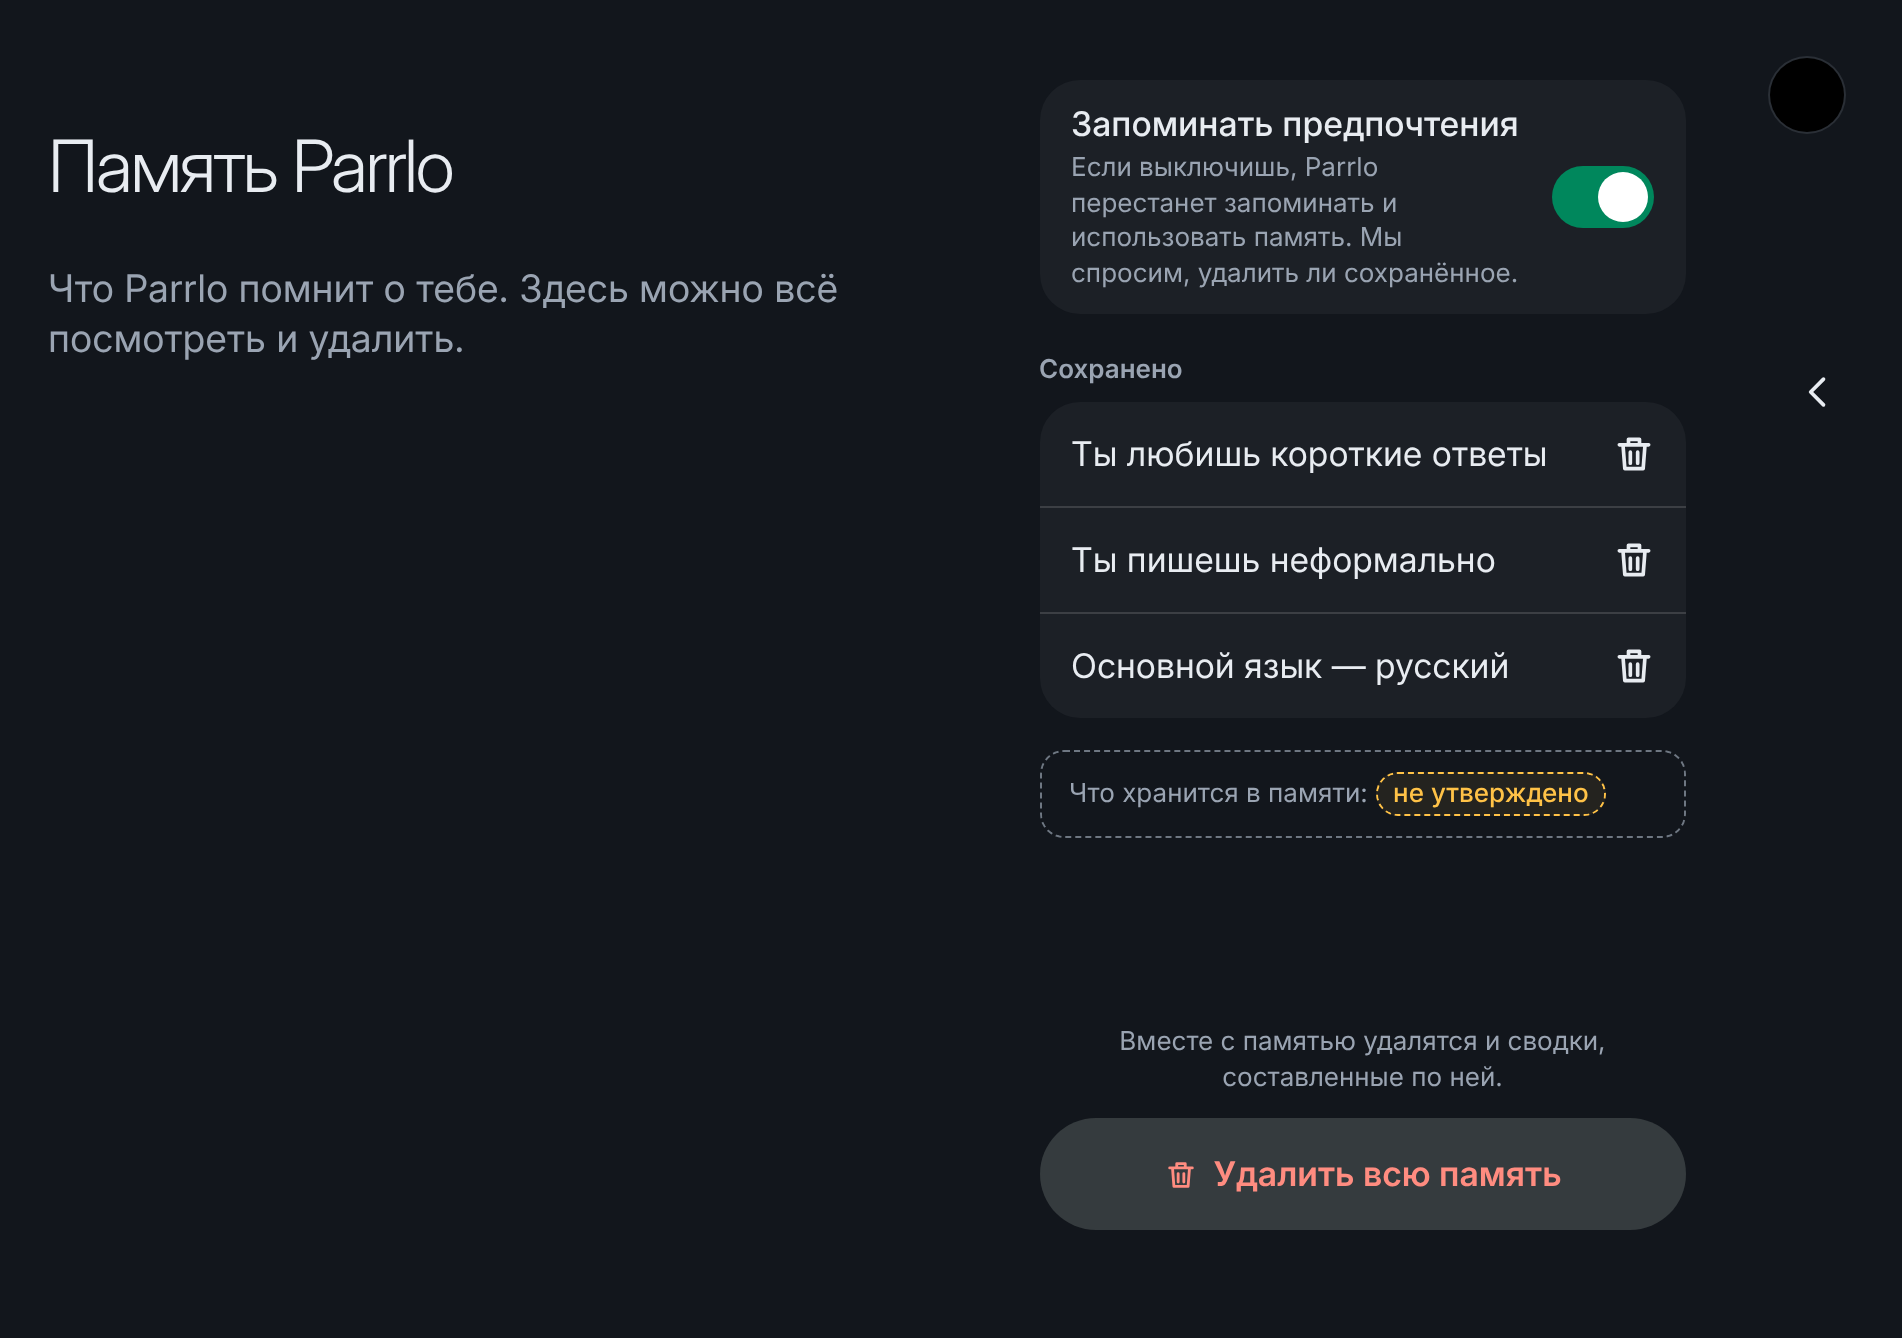 Память Parrlo
Что Parrlo помнит о тебе. Здесь можно всё
посмотреть и удалить.
Запоминать предпочтения
Если выключишь, Parrlo
перестанет запоминать и
использовать память. Мы
спросим, удалить ли сохранённое.
Сохранено
Ты любишь короткие ответы
Ты пишешь неформально
Основной язык — русский
Что хранится в памяти: не утверждено
Вместе с памятью удалятся и сводки,
составленные по ней.
Удалить всю память